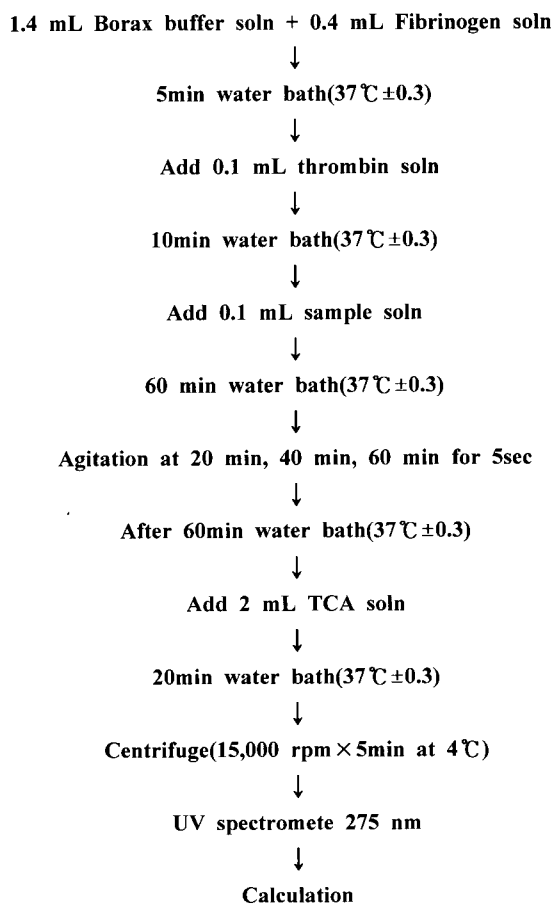 1.4 mL Borax buffer soln + 0.4 mL Fibrinogen soln
↓
5min water bath(37℃±0.3)
↓
Add 0.1 mL thrombin soln
↓
10min water bath(37℃±0.3)
↓
Add 0.1 mL sample soln
↓
60 min water bath(37℃±0.3)
↓
Agitation at 20 min, 40 min, 60 min for 5sec
↓
After 60min water bath(37℃±0.3)
↓
Add 2 mL TCA soln
↓
20min water bath(37℃±0.3)
↓
Centrifuge(15,000 rpm×5min at 4℃)
↓
UV spectromete 275 nm
↓
Calculation